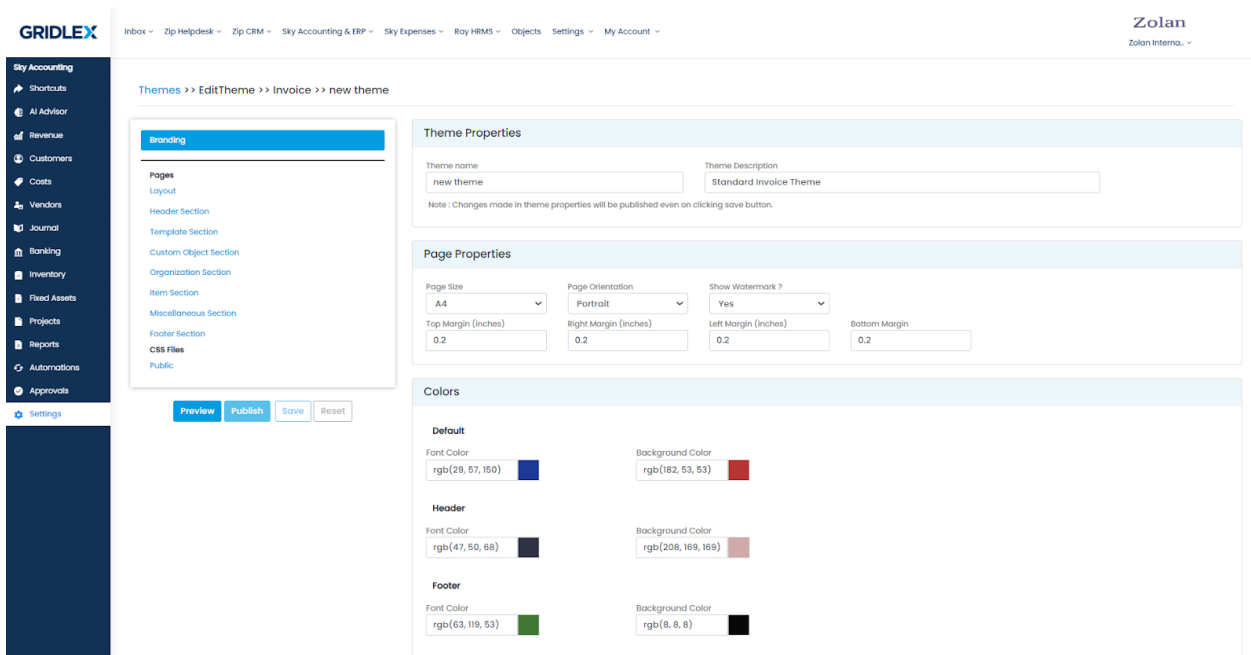 GRIDLEX
Inbox Zip Helpdesk Zip CRM Sky Accounting & ERP Sky Expenses Ray HRMS Objects Settings My Account
Zolan
Zolan Interna..
Sky Accounting
Shortcuts
AI Advisor
Revenue
Customers
Costs
Vendors
Journal
Banking
Inventory
Fixed Assets
Projects
Reports
Automations
Approvals
Settings
Themes >> EditTheme >> Invoice >> new theme
Branding
Pages
Layout
Header Section
Template Section
Custom Object Section
Organization Section
Item Section
Miscellaneous Section
Footer Section
CSS Files
Public
Preview Publish Save Reset
Theme Properties
Theme name Theme Description
new theme Standard Invoice Theme
Note : Changes made in theme properties will be published even on clicking save button.
Page Properties
Page Size Page Orientation Show Watermark ?
A4 Portrait Yes
Top Margin (inches) Right Margin (inches) Left Margin (inches) Bottom Margin
0.2 0.2 0.2 0.2
Colors
Default
Font Color Background Color
rgb(29, 57, 150) rgb(182, 53, 53)
Header
Font Color Background Color
rgb(47, 50, 68) rgb(208, 169, 169)
Footer
Font Color Background Color
rgb(63, 119, 53) rgb(8, 8, 8)